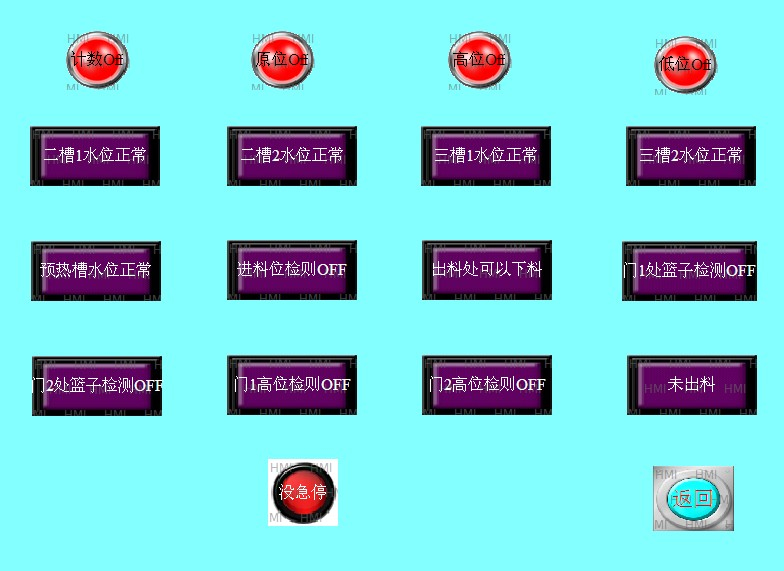 计数Off
原位Off
高位Off
低位Off
二槽1水位正常
二槽2水位正常
三槽1水位正常
三槽2水位正常
预热槽水位正常
进料位检则OFF
出料处可以下料
门1处篮子检测OFF
门2处篮子检测OFF
门1高位检则OFF
门2高位检则OFF
未出料
没急停
返回